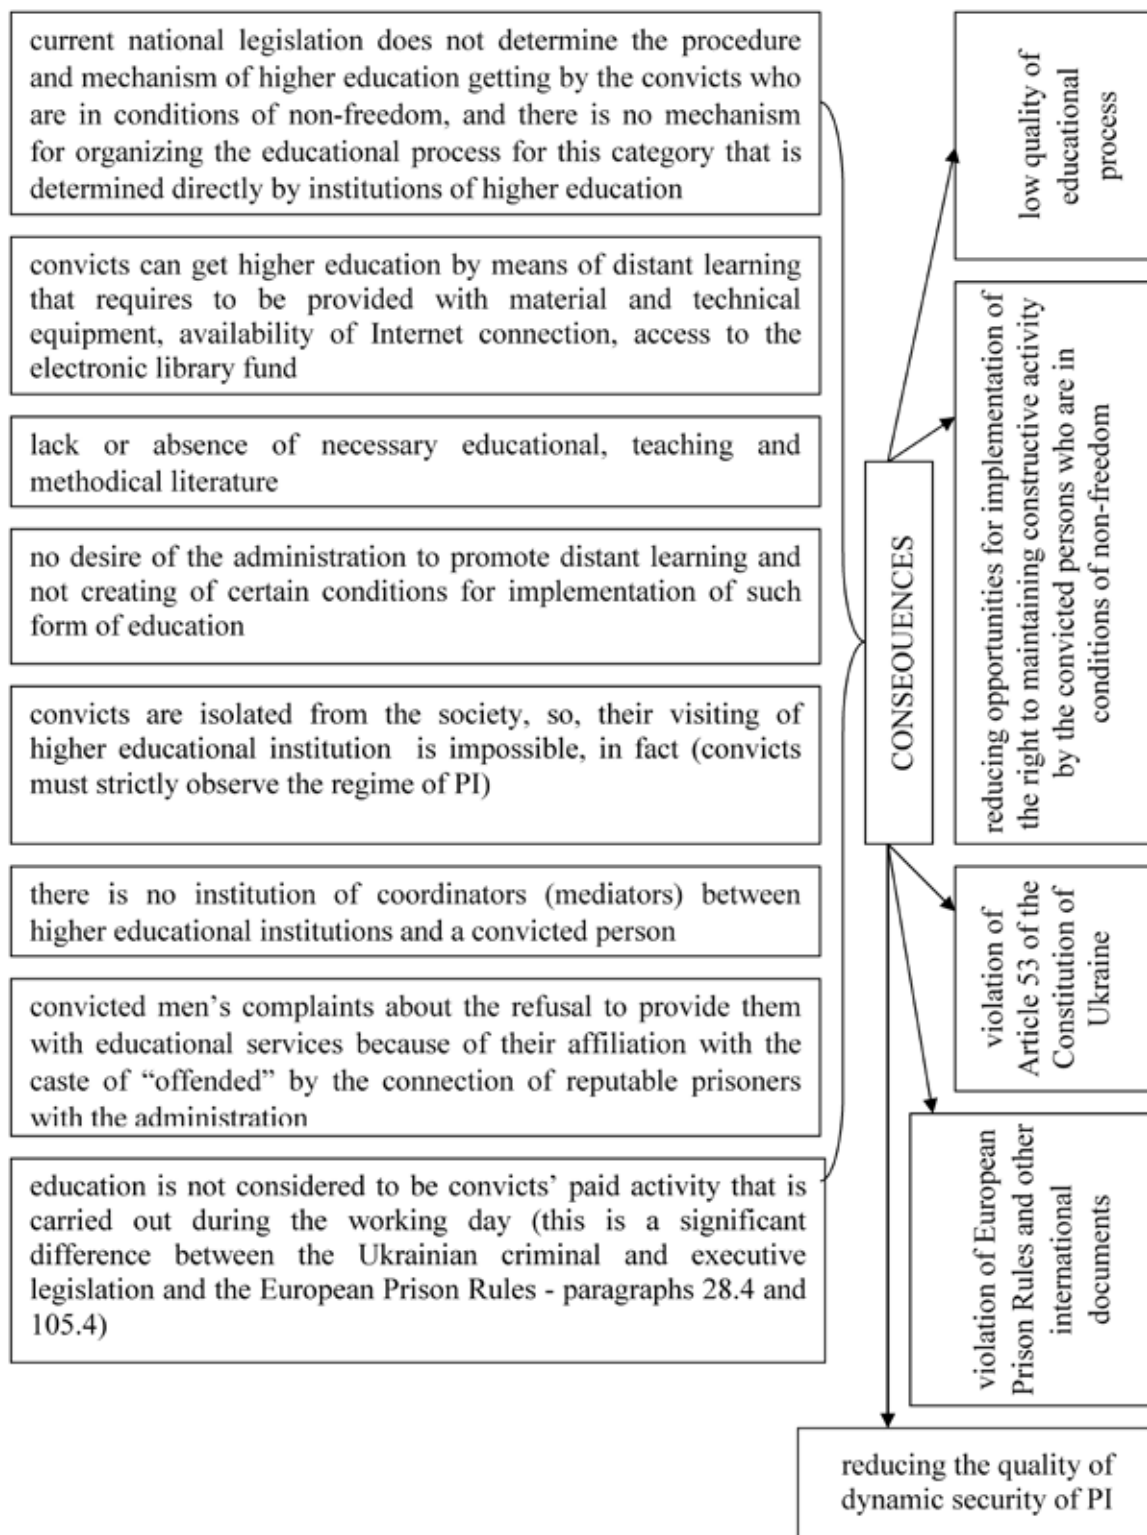 current national legislation does not determine the procedure
and mechanism of higher education getting by the convicts who
are in conditions of non-freedom, and there is no mechanism
for organizing the educational process for this category that is
determined directly by institutions of higher education
convicts can get higher education by means of distant learning
that requires to be provided with material and technical
equipment, availability of Internet connection, access to the
electronic library fund
lack or absence of necessary educational, teaching and
methodical literature
no desire of the administration to promote distant learning and
not creating of certain conditions for implementation of such
form of education
convicts are isolated from the society, so, their visiting of
higher educational institution is impossible, in fact (convicts
must strictly observe the regime of PI)
there is no institution of coordinators (mediators) between
higher educational institutions and a convicted person
convicted men’s complaints about the refusal to provide them
with educational services because of their affiliation with the
caste of “offended” by the connection of reputable prisoners
with the administration
education is not considered to be convicts’ paid activity that is
carried out during the working day (this is a significant
difference between the Ukrainian criminal and executive
legislation and the European Prison Rules - paragraphs 28.4 and
105.4)
CONSEQUENCES
low quality of
educational
process
reducing opportunities for implementation of
the right to maintaining constructive activity
by the convicted persons who are in
conditions of non-freedom
violation of
Article 53 of the
Constitution of
Ukraine
violation of European
Prison Rules and other
international
documents
reducing the quality of
dynamic security of PI